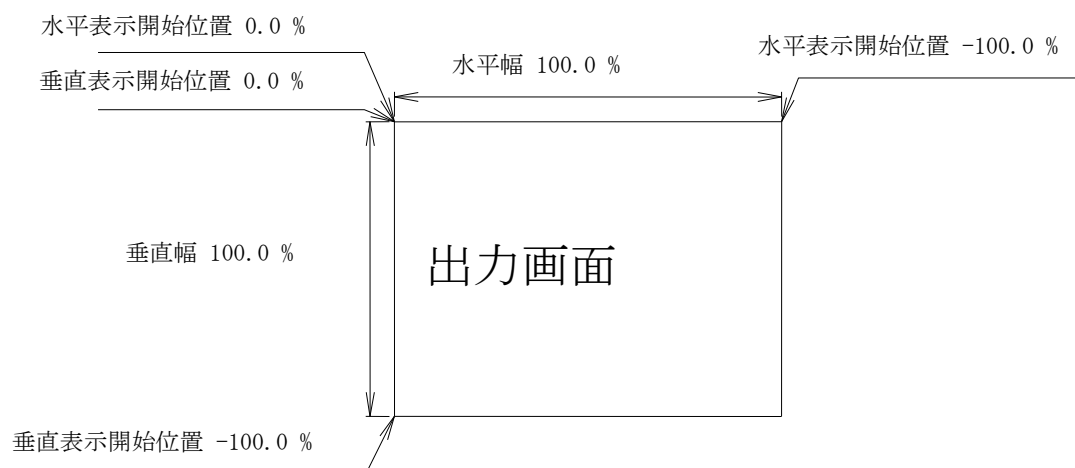 水平表示開始位置 0.0 %
水平表示開始位置 -100.0 %
水平幅 100.0 %
垂直表示開始位置 0.0 %
垂直幅 100.0 %
出力画面
垂直表示開始位置 -100.0 %